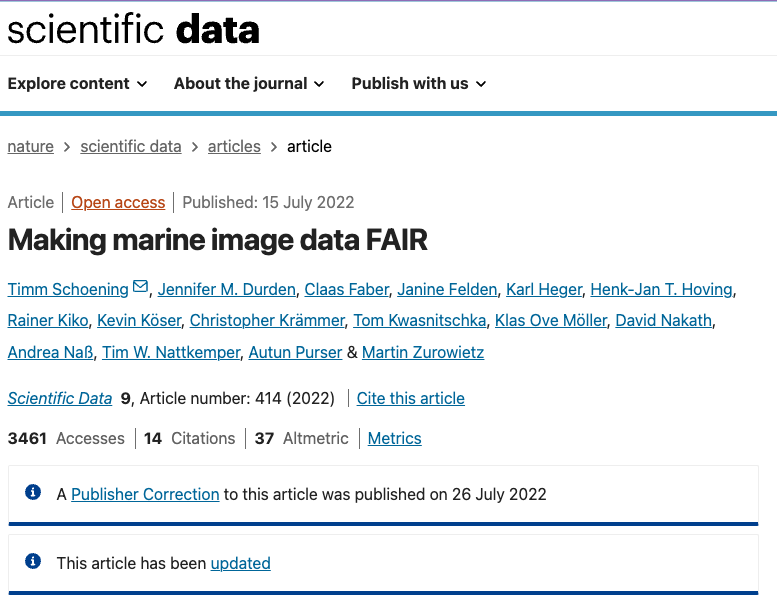 scientific data
Explore content About the journal Publish with us
nature > scientific data > articles > article
Article | Open access | Published: 15 July 2022
Making marine image data FAIR
Timm Schoening, Jennifer M. Durden, Claas Faber, Janine Felden, Karl Heger, Henk-Jan T. Hoving,
Rainer Kiko, Kevin Köser, Christopher Krämmer, Tom Kwasnitschka, Klas Ove Möller, David Nakath,
Andrea Naß, Tim W. Nattkemper, Autun Purser & Martin Zurowietz
Scientific Data 9, Article number: 414 (2022) | Cite this article
3461 Accesses | 14 Citations | 37 Altmetric | Metrics
A Publisher Correction to this article was published on 26 July 2022
This article has been updated